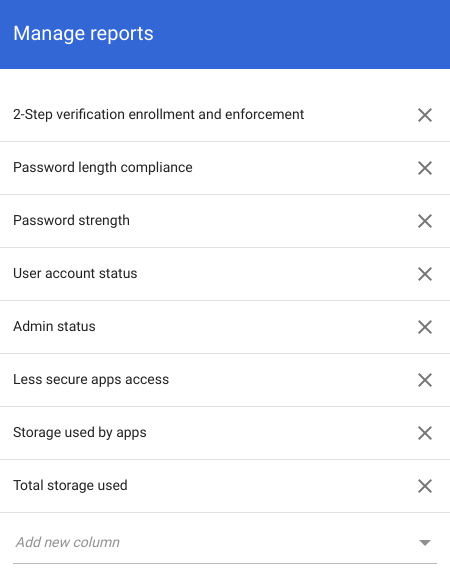 Manage reports
2-Step verification enrollment and enforcement
Password length compliance
Password strength
User account status
Admin status
Less secure apps access
Storage used by apps
Total storage used
Add new column